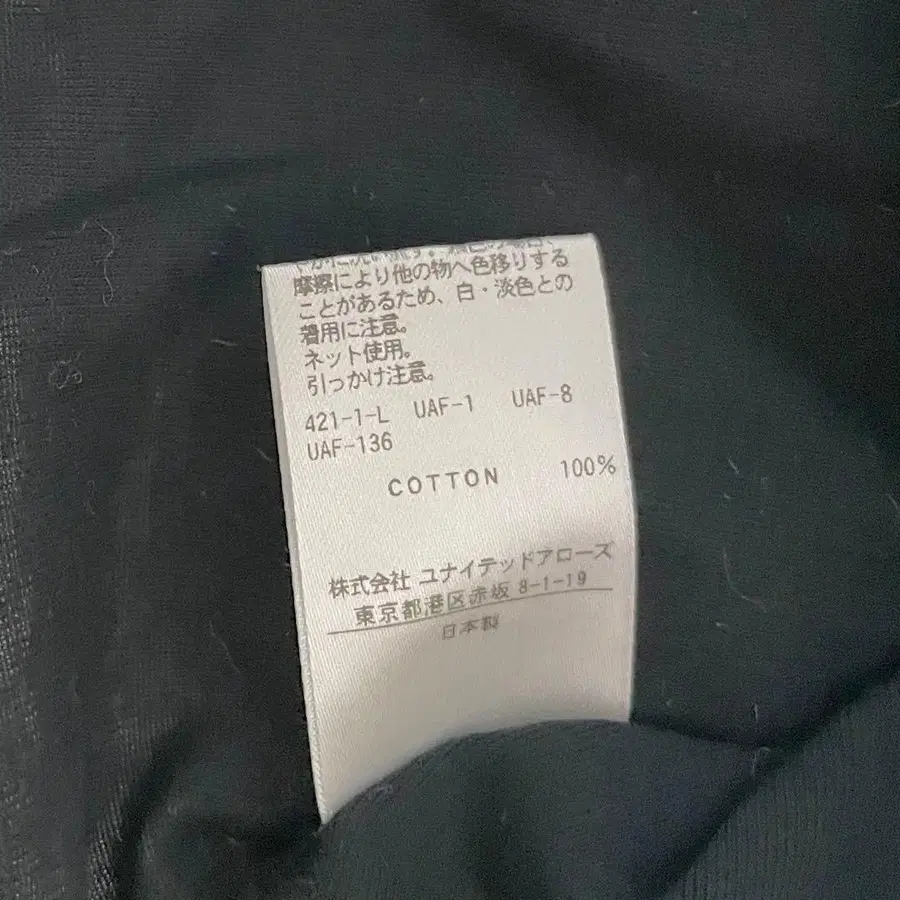 摩擦により他の物へ色移りする
ことがあるため、白・淡色との
着用に注意。
ネット使用。
引っかけ注意。
421-1-L UAF-1 UAF-8
UAF-136
COTTON 100%
株式会社 ユナイテッドアローズ
東京都港区赤坂 8-1-19
日本製